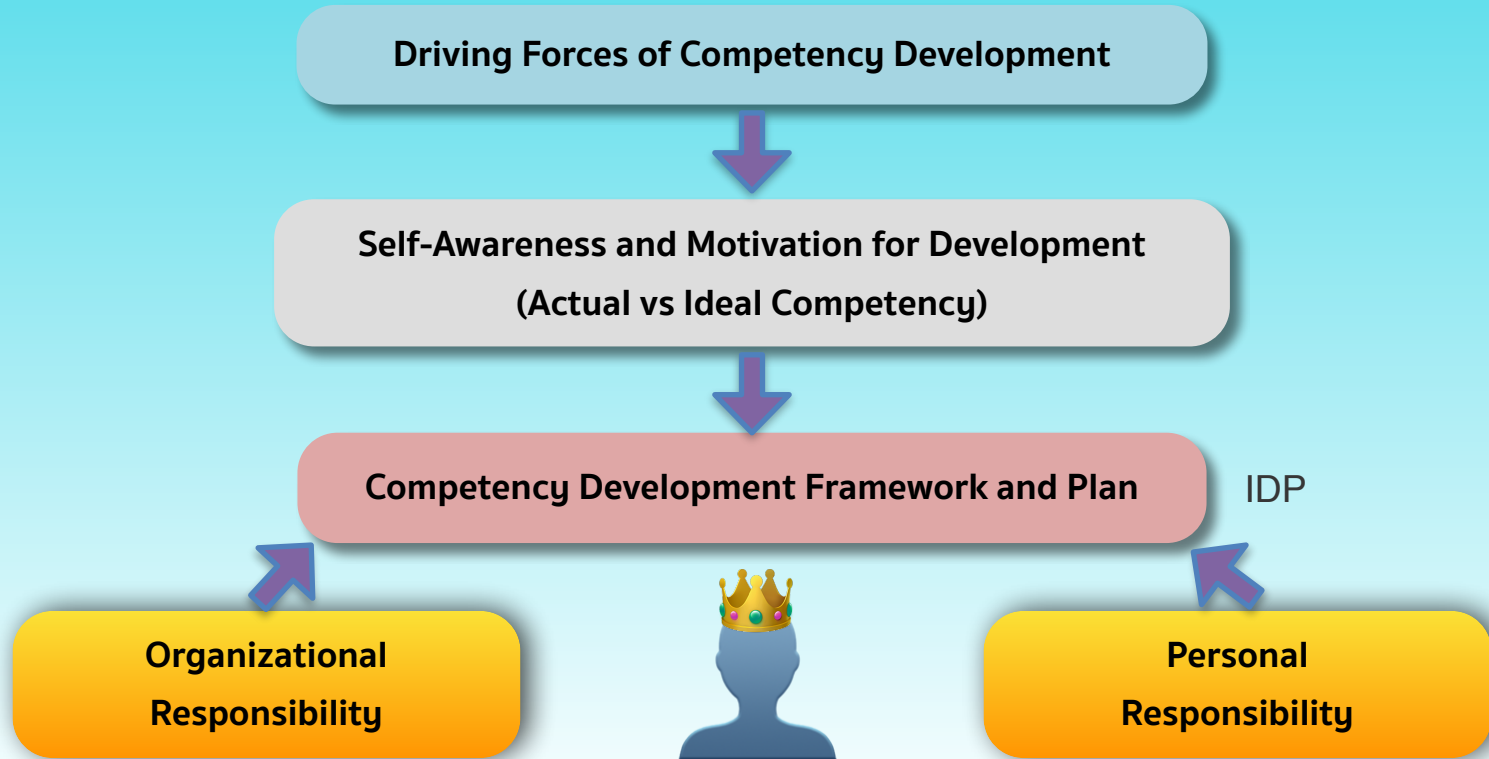 Driving Forces of Competency Development
Self-Awareness and Motivation for Development
(Actual vs Ideal Competency)
Competency Development Framework and Plan
IDP
Organizational
Responsibility
Personal
Responsibility